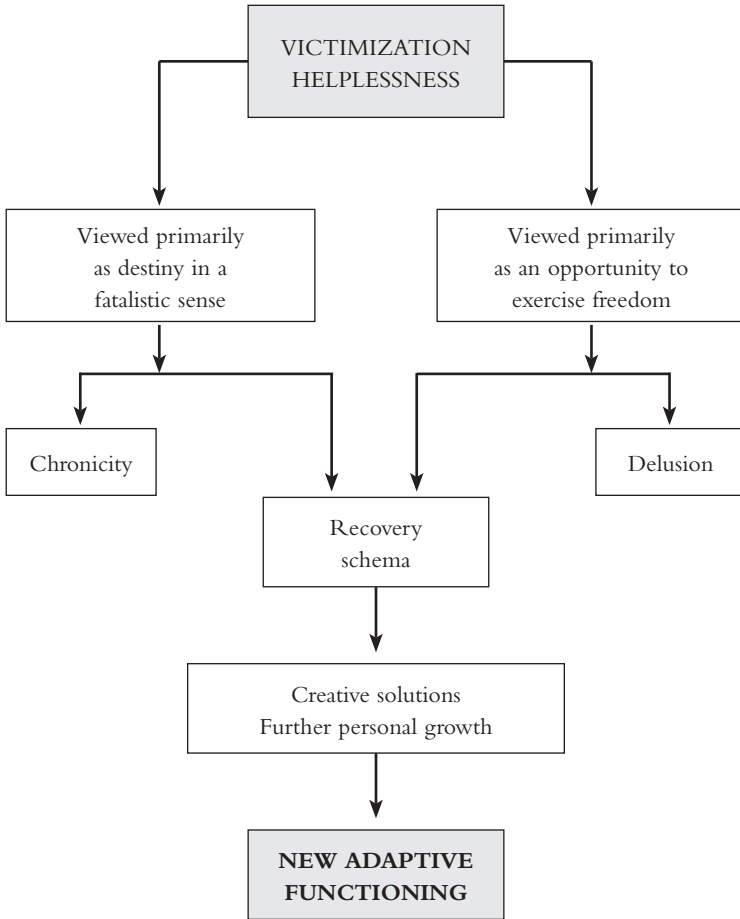 VICTIMIZATION
HELPLESSNESS
Viewed primarily
as destiny in a
fatalistic sense
Viewed primarily
as an opportunity to
exercise freedom
Chronicity
Delusion
Recovery
schema
Creative solutions
Further personal growth
NEW ADAPTIVE
FUNCTIONING